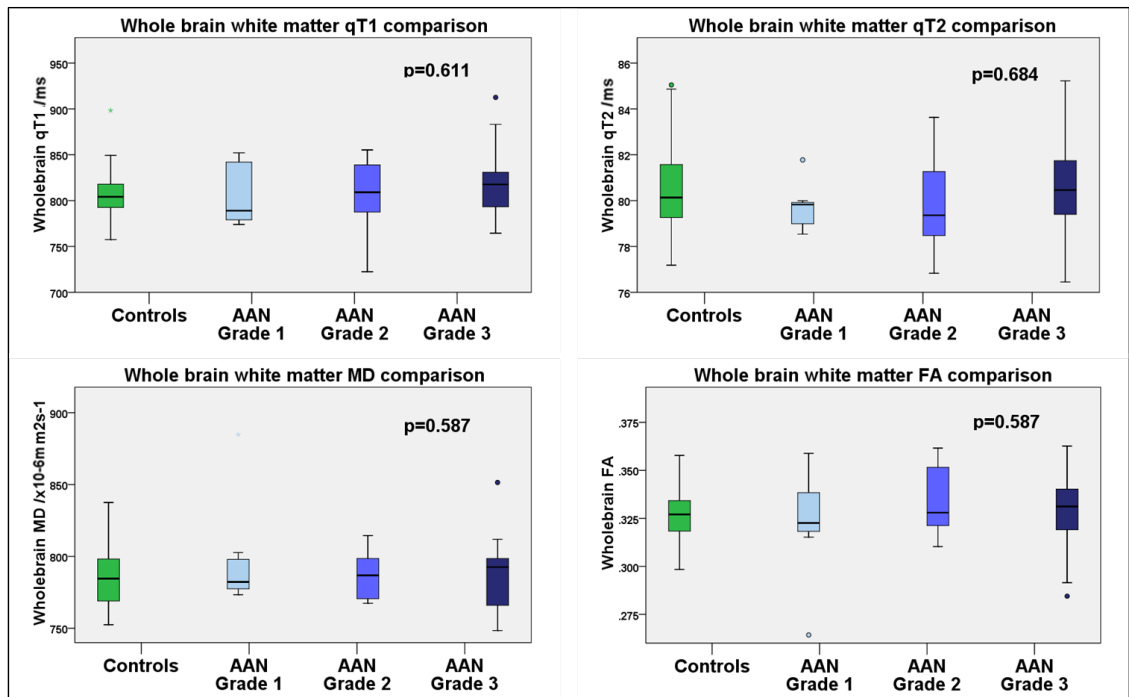 Whole brain white matter qT1 comparison
Wholebrain qT1 /ms
950
900
850
800
750
700
p=0.611
Controls
AAN
Grade 1
AAN
Grade 2
AAN
Grade 3
Whole brain white matter qT2 comparison
Wholebrain qT2 /ms
86
84
82
80
78
76
p=0.684
Controls
AAN
Grade 1
AAN
Grade 2
AAN
Grade 3
Whole brain white matter MD comparison
Wholebrain MD /x10-6mm2s-1
900
850
800
750
p=0.587
Controls
AAN
Grade 1
AAN
Grade 2
AAN
Grade 3
Whole brain white matter FA comparison
Wholebrain FA
.375
.350
.325
.300
.275
p=0.587
Controls
AAN
Grade 1
AAN
Grade 2
AAN
Grade 3